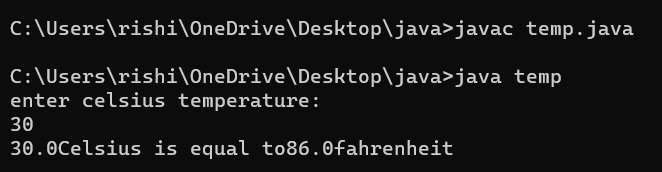 C:\Users\rishi\OneDrive\Desktop\java>javac temp.java
C:\Users\rishi\OneDrive\Desktop\java>java temp
enter celsius temperature:
30
30.0Celsius is equal to86.0fahrenheit